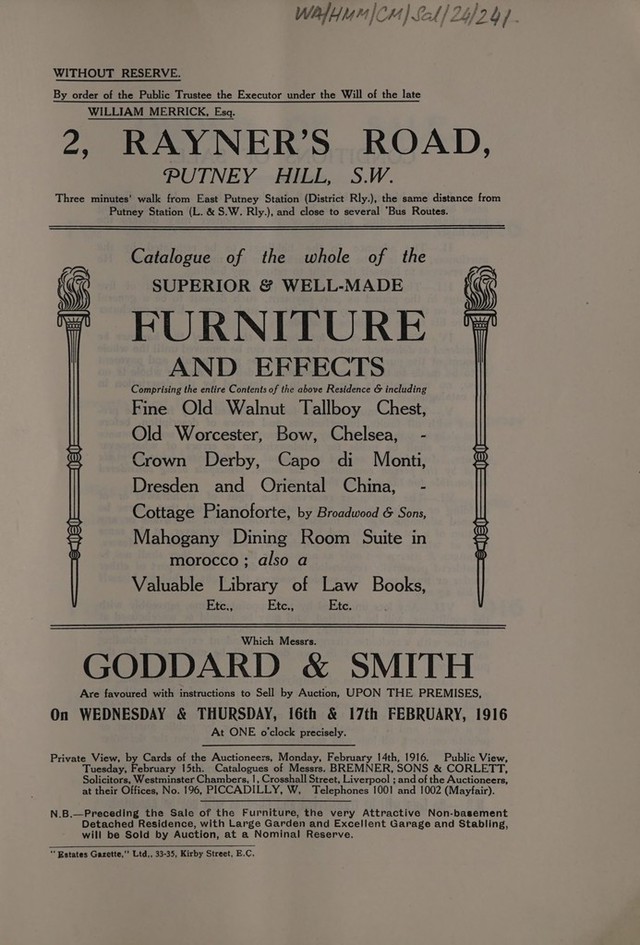 WA/HMM/CM/Sal/24/24/-
WITHOUT RESERVE.
By order of the Public Trustee the Executor under the Will of the late
WILLIAM MERRICK, Esq.
2, RAYNER'S ROAD,
PUTNEY HILL, S.W.
Three minutes' walk from East Putney Station (District Rly.), the same distance from
Putney Station (L. & S.W. Rly.), and close to several 'Bus Routes.
Catalogue of the whole of the
SUPERIOR & WELL-MADE
FURNITURE
AND EFFECTS
Comprising the entire Contents of the above Residence & including
Fine Old Walnut Tallboy Chest,
Old Worcester, Bow, Chelsea, -
Crown Derby, Capo di Monti,
Dresden and Oriental China, -
Cottage Pianoforte, by Broadwood & Sons,
Mahogany Dining Room Suite in
morocco ; also a
Valuable Library of Law Books,
Etc., Etc., Etc.
Which Messrs.
GODDARD & SMITH
Are favoured with instructions to Sell by Auction, UPON THE PREMISES,
On WEDNESDAY & THURSDAY, 16th & 17th FEBRUARY, 1916
At ONE o'clock precisely.
Private View, by Cards of the Auctioneers, Monday, February 14th, 1916. Public View,
Tuesday, February 15th. Catalogues of Messrs. BREMNER, SONS & CORLETT,
Solicitors, Westminster Chambers, 1, Crosshall Street, Liverpool ; and of the Auctioneers,
at their Offices, No. 196, PICCADILLY, W. Telephones 1001 and 1002 (Mayfair).
N.B.—Preceding the Sale of the Furniture, the very Attractive Non-basement
Detached Residence, with Large Garden and Excellent Garage and Stabling,
will be Sold by Auction, at a Nominal Reserve.
"Estates Gazette," Ltd., 33-35, Kirby Street, E.C.